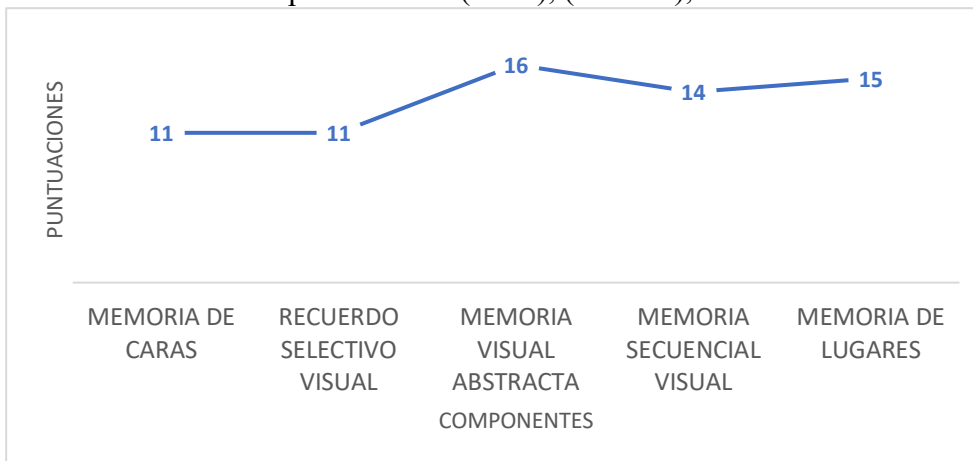 PUNTUACIONES
11
11
16
14
15
MEMORIA DE
CARAS
RECUERDO
SELECTIVO
VISUAL
MEMORIA
VISUAL
ABSTRACTA
MEMORIA
SECUENCIAL
VISUAL
MEMORIA DE
LUGARES
COMPONENTES